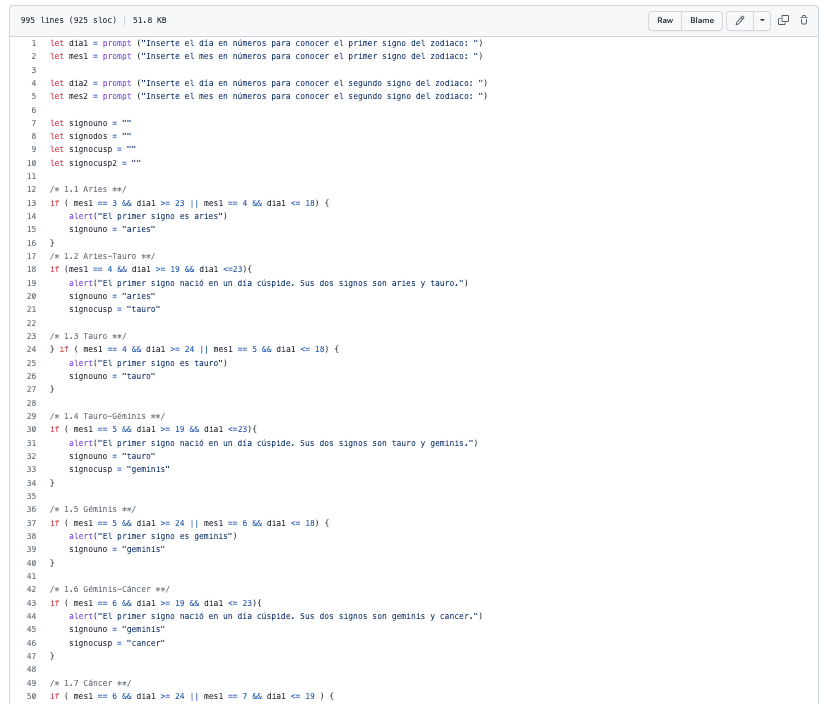 995 lines (925 sloc) 51.8 KB Raw Blame
1 let dia1 = prompt ("Inserte el día en números para conocer el primer signo del zodiaco: ")
2 let mes1 = prompt ("Inserte el mes en números para conocer el primer signo del zodiaco: ")
3
4 let dia2 = prompt ("Inserte el día en números para conocer el segundo signo del zodiaco: ")
5 let mes2 = prompt ("Inserte el mes en números para conocer el segundo signo del zodiaco: ")
6
7 let signouno = ""
8 let signodos = ""
9 let signocusp = ""
10 let signocusp2 = ""
11
12 /* 1.1 Aries **/
13 if ( mes1 == 3 && dia1 >= 23 || mes1 == 4 && dia1 <= 18) {
14 alert("El primer signo es aries")
15 signouno = "aries"
16 }
17 /* 1.2 Aries-Tauro **/
18 if (mes1 == 4 && dia1 >= 19 && dia1 <=23){
19 alert("El primer signo nació en un día cúspide. Sus dos signos son aries y tauro.")
20 signouno = "aries"
21 signocusp = "tauro"
22
23 /* 1.3 Tauro **/
24 } if ( mes1 == 4 && dia1 >= 24 || mes1 == 5 && dia1 <= 18) {
25 alert("El primer signo es tauro")
26 signouno = "tauro"
27 }
28
29 /* 1.4 Tauro-Géminis **/
30 if ( mes1 == 5 && dia1 >= 19 && dia1 <=23){
31 alert("El primer signo nació en un día cúspide. Sus dos signos son tauro y geminis.")
32 signouno = "tauro"
33 signocusp = "geminis"
34 }
35
36 /* 1.5 Géminis **/
37 if ( mes1 == 5 && dia1 >= 24 || mes1 == 6 && dia1 <= 18) {
38 alert("El primer signo es geminis")
39 signouno = "geminis"
40 }
41
42 /* 1.6 Géminis-Cáncer **/
43 if ( mes1 == 6 && dia1 >= 19 && dia1 <= 23){
44 alert("El primer signo nació en un día cúspide. Sus dos signos son geminis y cancer.")
45 signouno = "geminis"
46 signocusp = "cancer"
47 }
48
49 /* 1.7 Cáncer **/
50 if ( mes1 == 6 && dia1 >= 24 || mes1 == 7 && dia1 <= 19 ) {